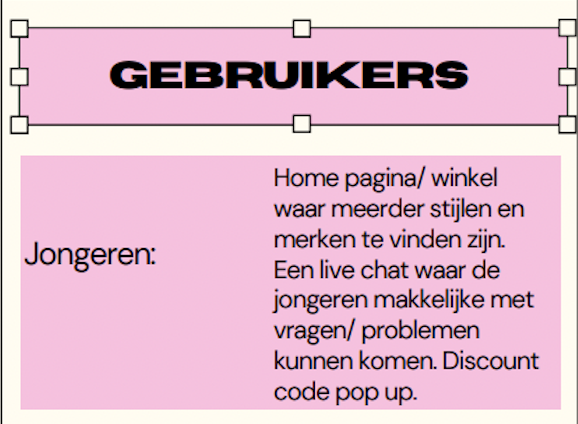 GEBRUIKERS
Jongeren:
Home pagina/ winkel
waar meerder stijlen en
merken te vinden zijn.
Een live chat waar de
jongeren makkelijke met
vragen/ problemen
kunnen komen. Discount
code pop up.